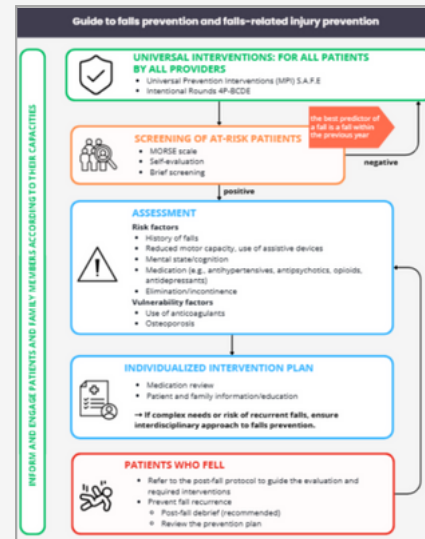 Guide to falls prevention and falls-related injury prevention
INFORM AND ENGAGE PATIENTS AND FAMILY MEMBERS ACCORDING TO THEIR CAPACITIES
UNIVERSAL INTERVENTIONS: FOR ALL PATIENTS
BY ALL PROVIDERS
• Universal Prevention Interventions (MPI) S.A.F.E
• Intentional Rounds 4P-BCDE
the best predictor of
a fall is a fall within
the previous year
SCREENING OF AT-RISK PATIIENTS
• MORSE scale
• Self-evaluation
• Brief screening
negative
positive
ASSESSMENT
Risk factors
• History of falls
• Reduced motor capacity, use of assistive devices
• Mental state/cognition
• Medication (e.g., antihypertensives, antipsychotics, opioids,
antidepressants)
• Elimination/incontinence
Vulnerability factors
• Use of anticoagulants
• Osteoporosis
INDIVIDUALIZED INTERVENTION PLAN
• Medication review
• Patient and family information/education
→ If complex needs or risk of recurrent falls, ensure
interdisciplinary approach to falls prevention.
PATIENTS WHO FELL
• Refer to the post-fall protocol to guide the evaluation and
required interventions
• Prevent fall recurrence
○ Post-fall debrief (recommended)
○ Review the prevention plan